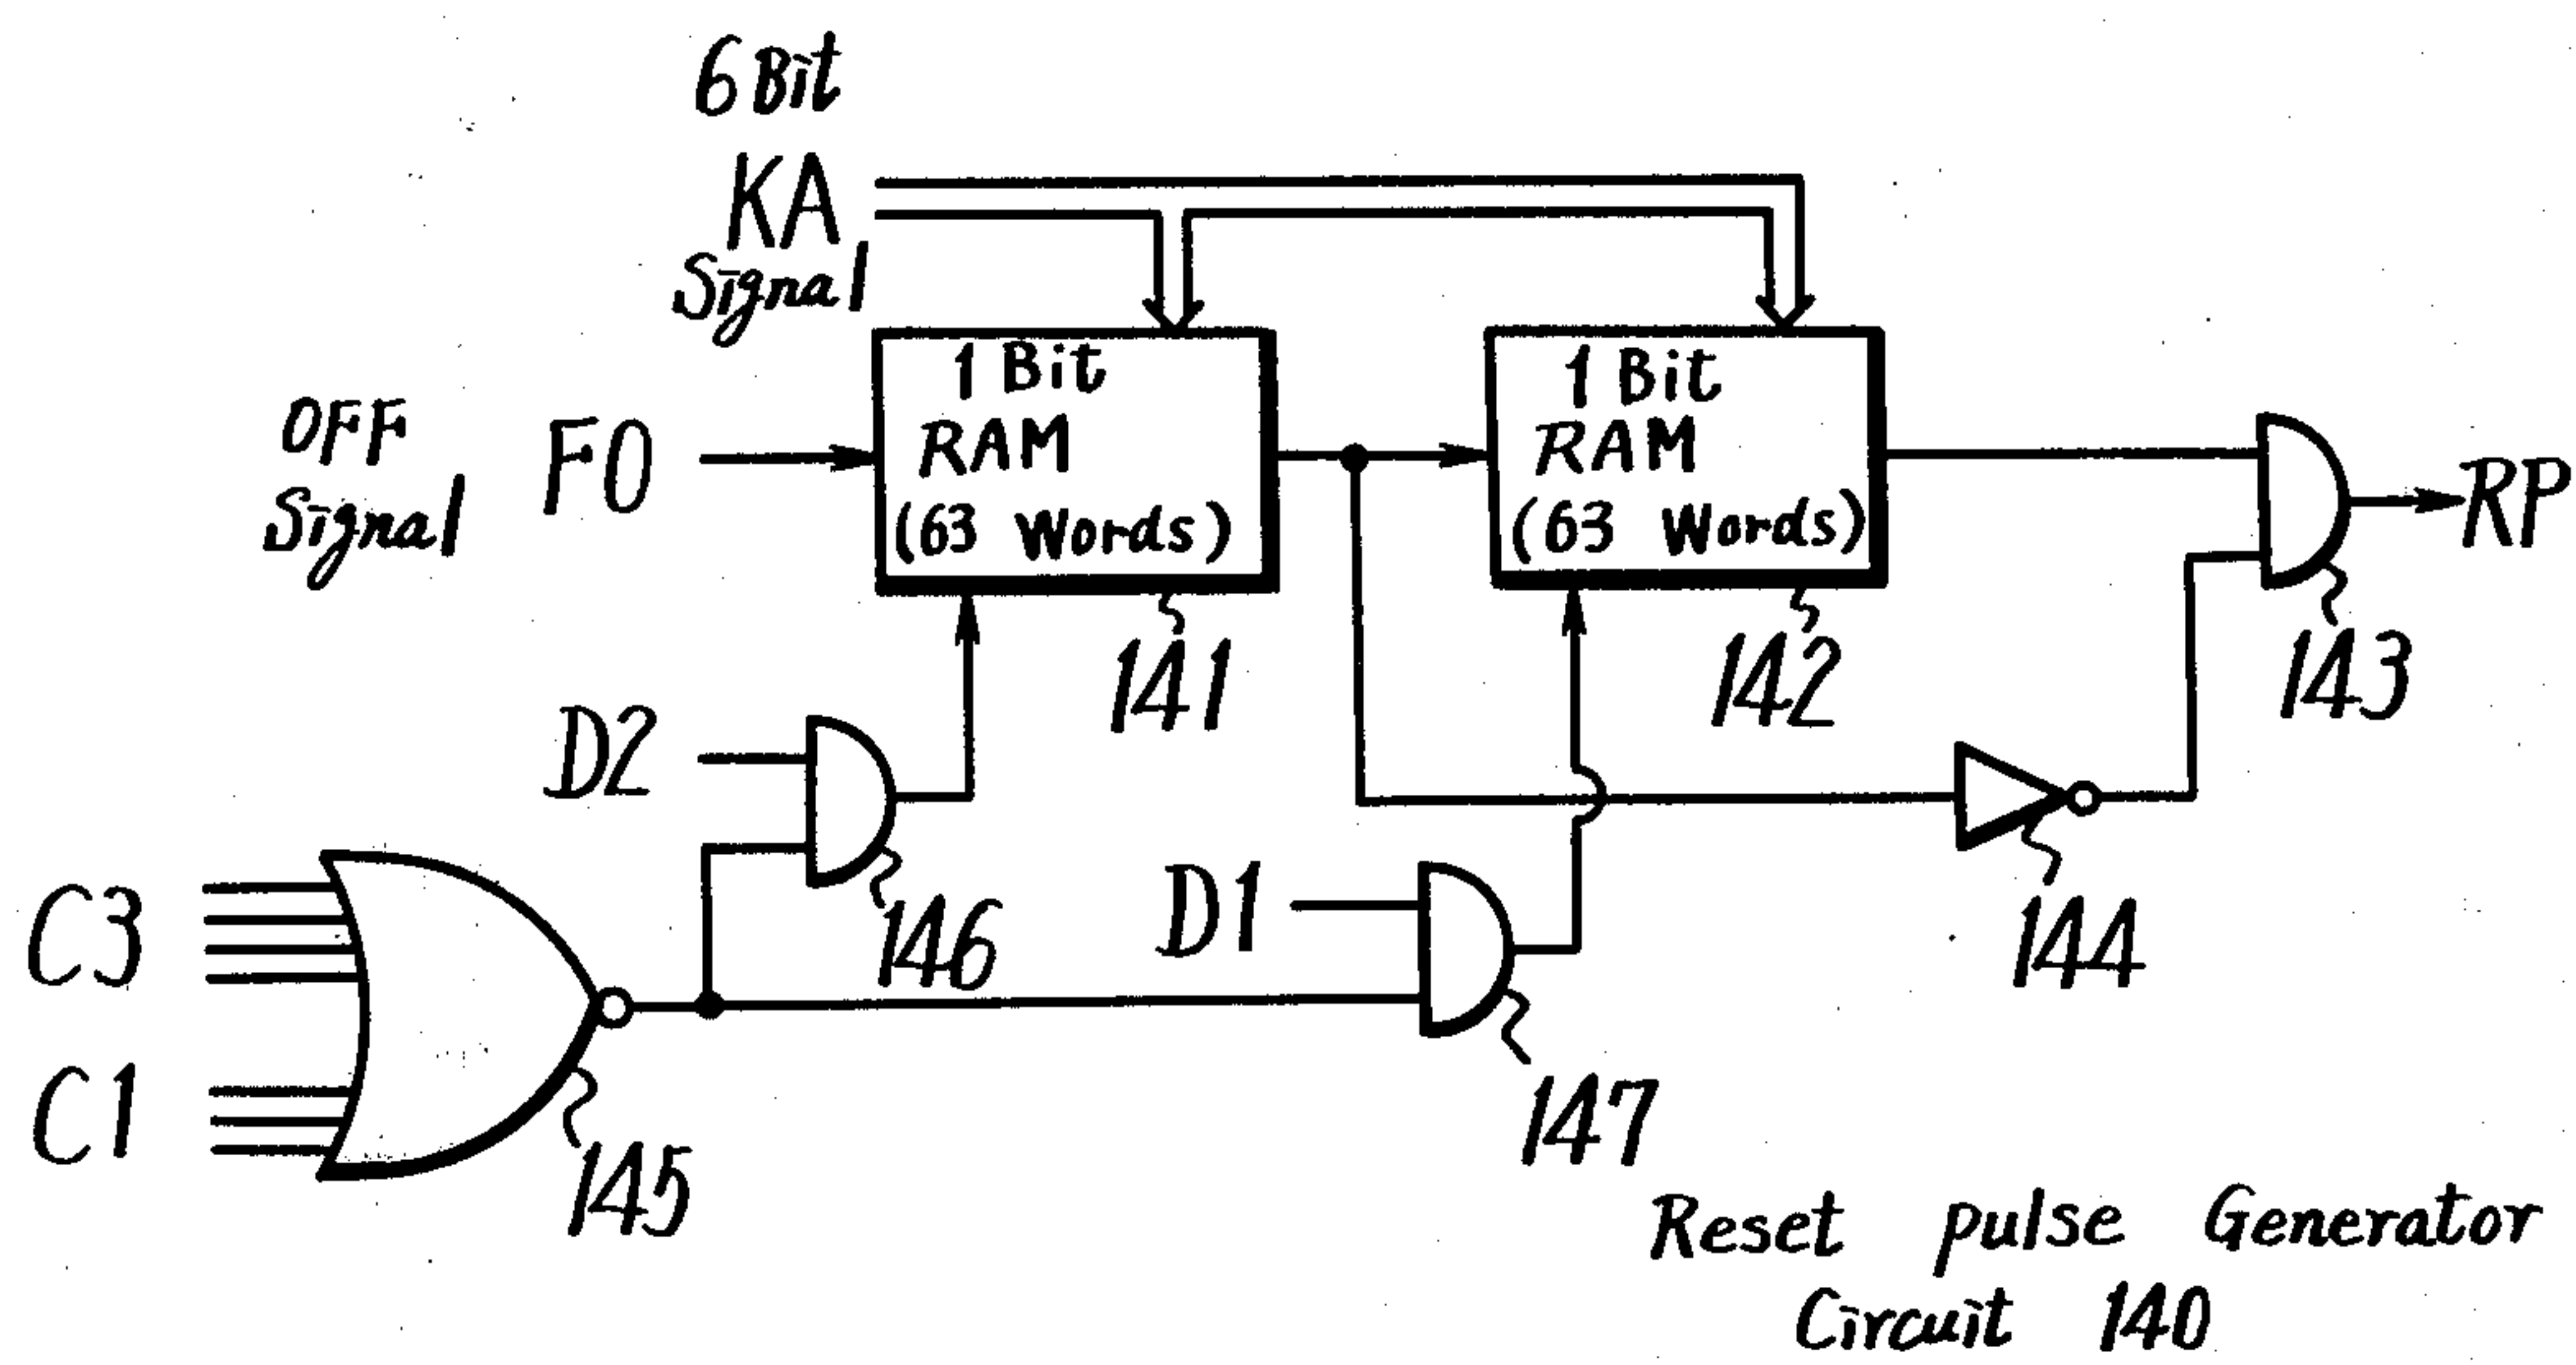 6 Bit
KA
Signal
OFF
Signal
FO
1 Bit
RAM
(63 Words)
1 Bit
RAM
(63 Words)
RP
141
142
143
D2
146
D1
144
C3
C1
145
147
Reset pulse Generator
Circuit 140